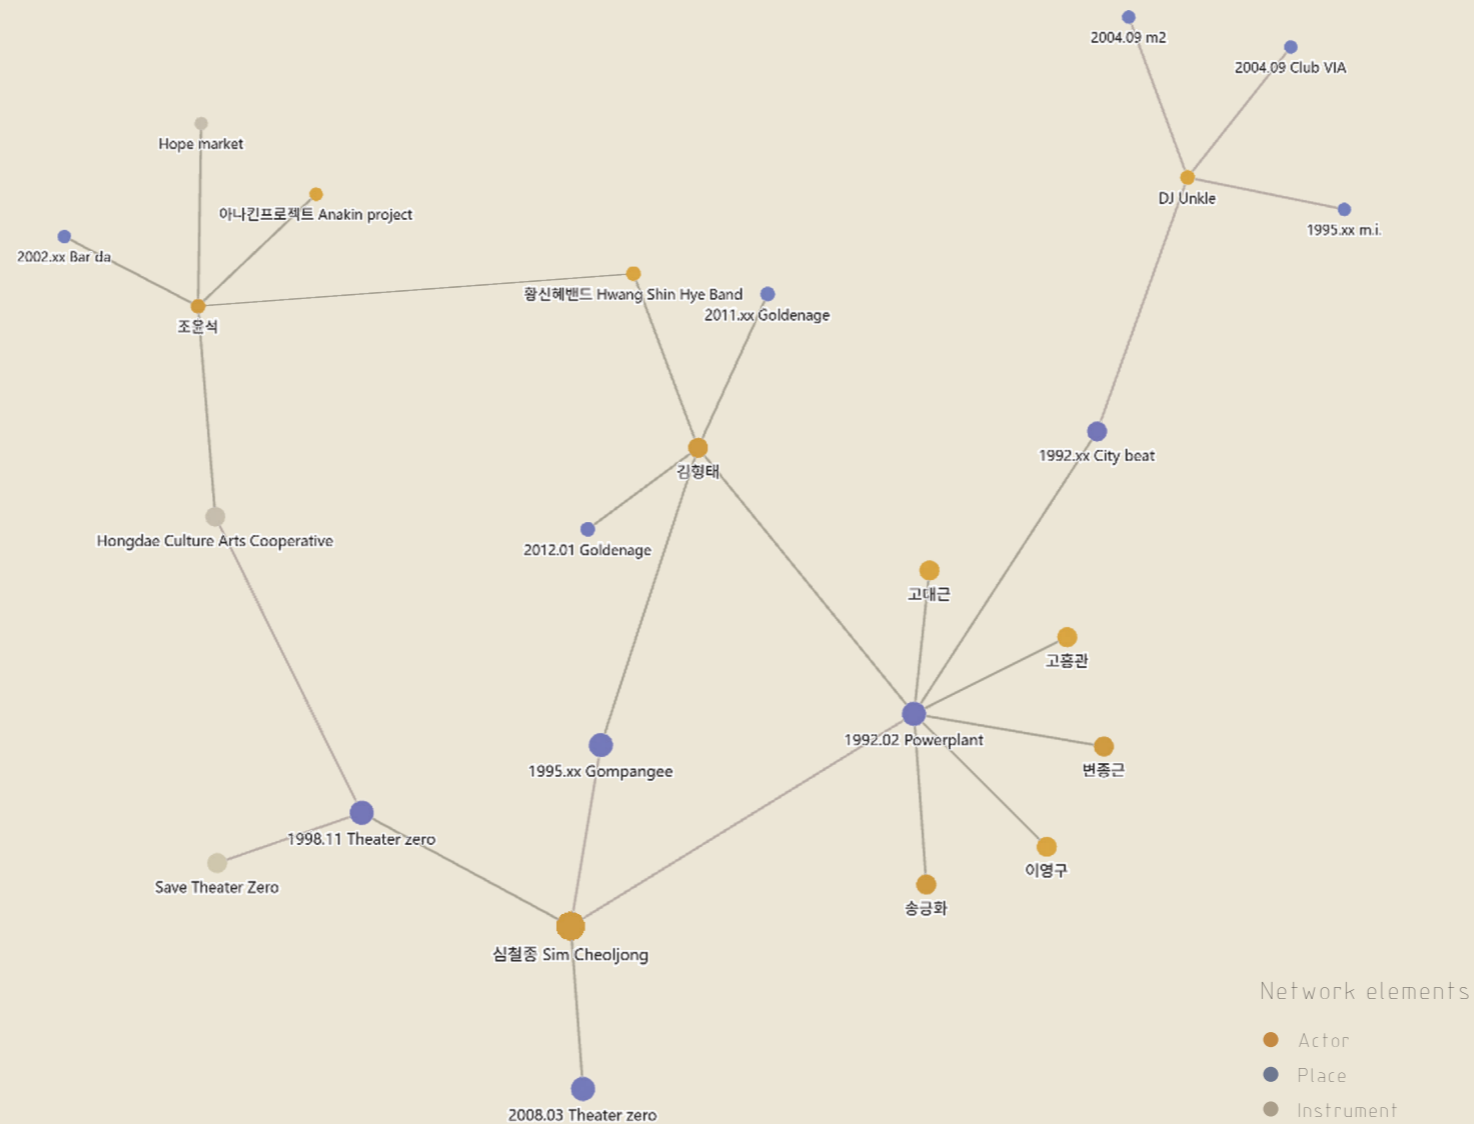 2004.09 m2
2004.09 Club VIA
Hope market
DJ Unkle
아나킨프로젝트 Anakin project
1995.xx m.i.
2002.xx Bar da
황신혜밴드 Hwang Shin Hye Band
2011.xx Goldenage
조윤석
1992.xx City beat
김형태
Hongdae Culture Arts Cooperative
2012.01 Goldenage
고대근
고흥관
1992.02 Powerplant
변종근
1995.xx Gompangee
1998.11 Theater zero
이영구
Save Theater Zero
송긍화
심철종 Sim Cheoljong
Network elements
Actor
Place
Instrument
2008.03 Theater zero